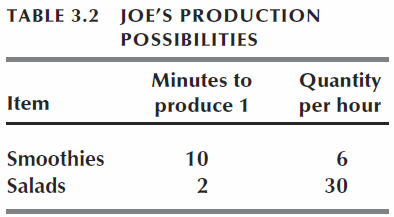 TABLE 3.2 JOE'S PRODUCTION
POSSIBILITIES
Minutes to Quantity
Item produce 1 per hour
Smoothies 10 6
Salads 2 30